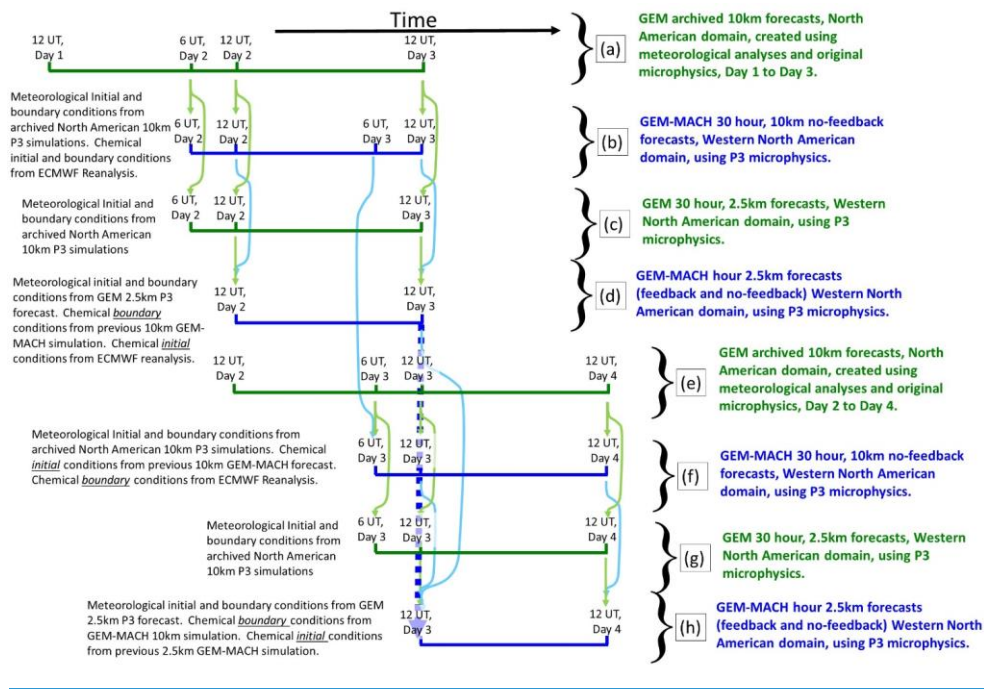 Time
12 UT,
Day 1
6 UT,
Day 2
12 UT,
Day 2
12 UT,
Day 3
(a)
GEM archived 10km forecasts, North
American domain, created using
meteorological analyses and original
microphysics, Day 1 to Day 3.
Meteorological Initial and
boundary conditions from
archived North American 10km
P3 simulations. Chemical
initial and boundary conditions
from ECMWF Reanalysis.
6 UT,
Day 2
12 UT,
Day 2
6 UT,
Day 3
12 UT,
Day 3
(b)
GEM-MACH 30 hour, 10km no-feedback
forecasts, Western North American
domain, using P3 microphysics.
Meteorological Initial and
boundary conditions from
archived North American
10km P3 simulations
6 UT,
Day 2
12 UT,
Day 2
12 UT,
Day 3
(c)
GEM 30 hour, 2.5km forecasts, Western
North American domain, using P3
microphysics.
Meteorological initial and boundary
conditions from GEM 2.5km P3
forecast. Chemical boundary
conditions from previous 10km GEM-
MACH simulation. Chemical initial
conditions from ECMWF reanalysis.
12 UT,
Day 2
12 UT,
Day 3
(d)
GEM-MACH hour 2.5km forecasts
(feedback and no-feedback) Western North
American domain, using P3 microphysics.
12 UT,
Day 2
6 UT,
Day 3
12 UT,
Day 3
12 UT,
Day 4
(e)
GEM archived 10km forecasts, North
American domain, created using
meteorological analyses and original
microphysics, Day 2 to Day 4.
Meteorological Initial and boundary conditions from
archived North American 10km P3 simulations. Chemical
initial conditions from previous 10km GEM-MACH forecast.
Chemical boundary conditions from ECMWF Reanalysis.
6 UT,
Day 3
12 UT,
Day 3
12 UT,
Day 4
(f)
GEM-MACH 30 hour, 10km no-feedback
forecasts, Western North American
domain, using P3 microphysics.
Meteorological Initial and
boundary conditions from
archived North American
10km P3 simulations
6 UT,
Day 3
12 UT,
Day 3
12 UT,
Day 4
(g)
GEM 30 hour, 2.5km forecasts, Western
North American domain, using P3
microphysics.
Meteorological initial and boundary conditions from GEM
2.5km P3 forecast. Chemical boundary conditions from
GEM-MACH 10km simulation. Chemical initial conditions
from previous 2.5km GEM-MACH simulation.
12 UT,
Day 3
12 UT,
Day 4
(h)
GEM-MACH hour 2.5km forecasts
(feedback and no-feedback) Western North
American domain, using P3 microphysics.